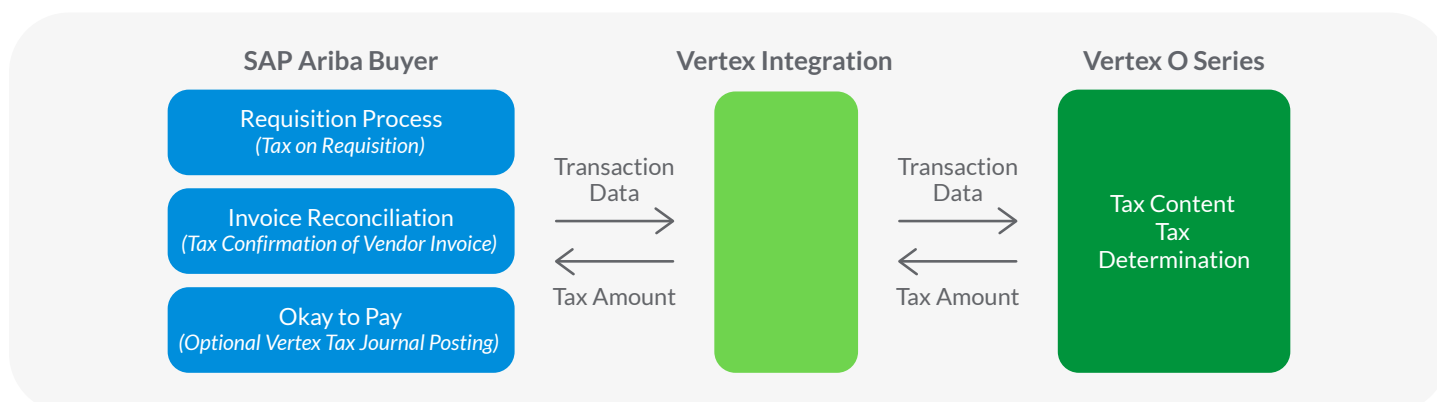 SAP Ariba Buyer
Requisition Process
(Tax on Requisition)
Invoice Reconciliation
(Tax Confirmation of Vendor Invoice)
Okay to Pay
(Optional Vertex Tax Journal Posting)
Transaction
Data
Tax Amount
Vertex Integration
Transaction
Data
Tax Amount
Vertex O Series
Tax Content
Tax
Determination